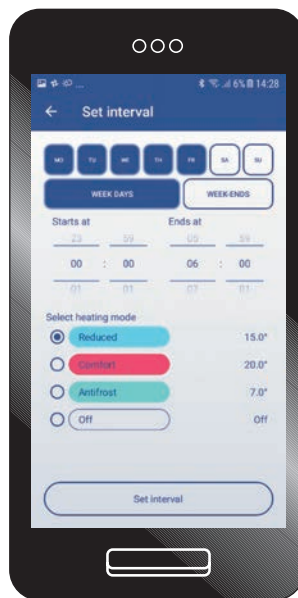 6% 14:28
← Set interval
MO TU WE TH FR SA SU
WEEK DAYS WEEK-ENDS
Starts at Ends at
23 59 05 59
00 : 00 06 : 00
01 01 07 01
Select heating mode
Reduced 15.0°
Comfort 20.0°
Antifrost 7.0°
Off Off
Set interval